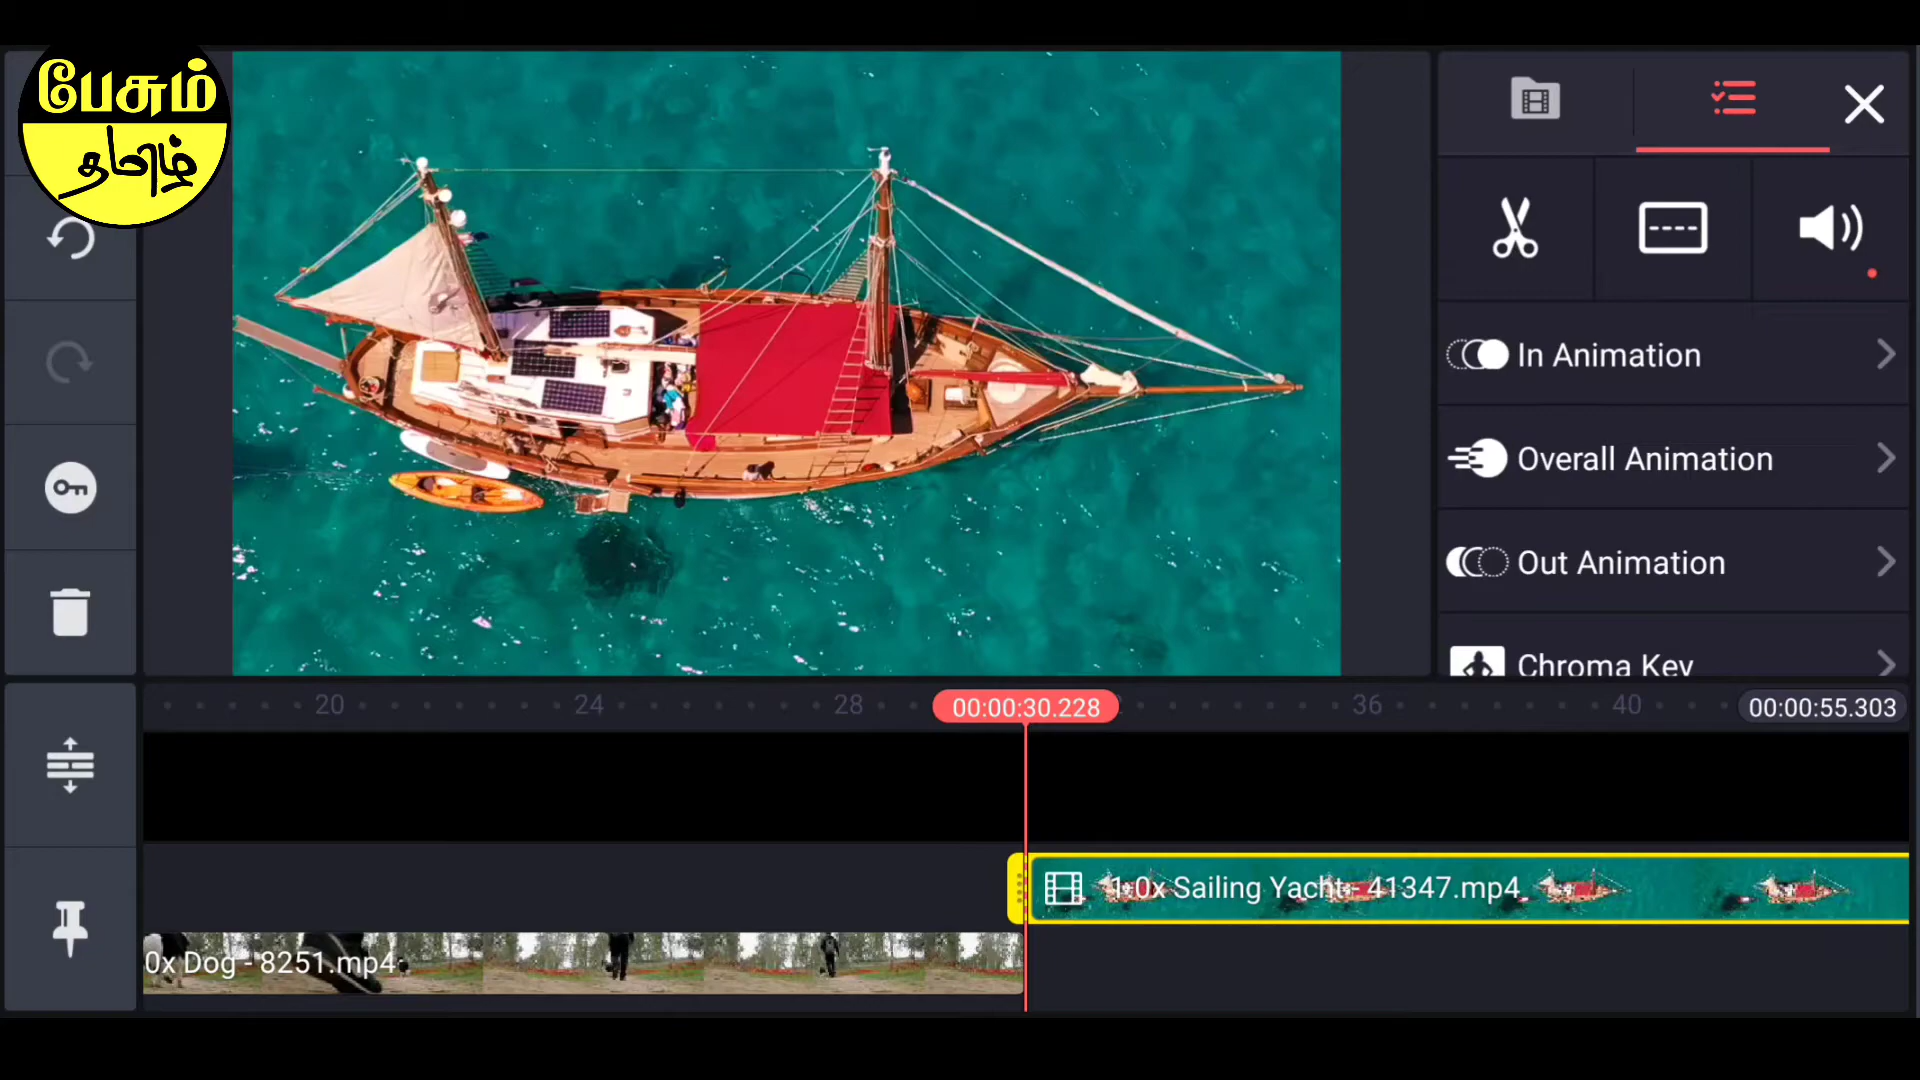 பேசும்
தமிழ்
In Animation
Overall Animation
Out Animation
Chroma Key
20
24
28
00:00:30.228
36
40
00:00:55.303
1.0x Sailing Yacht - 41347.mp4
0x Dog - 8251.mp4